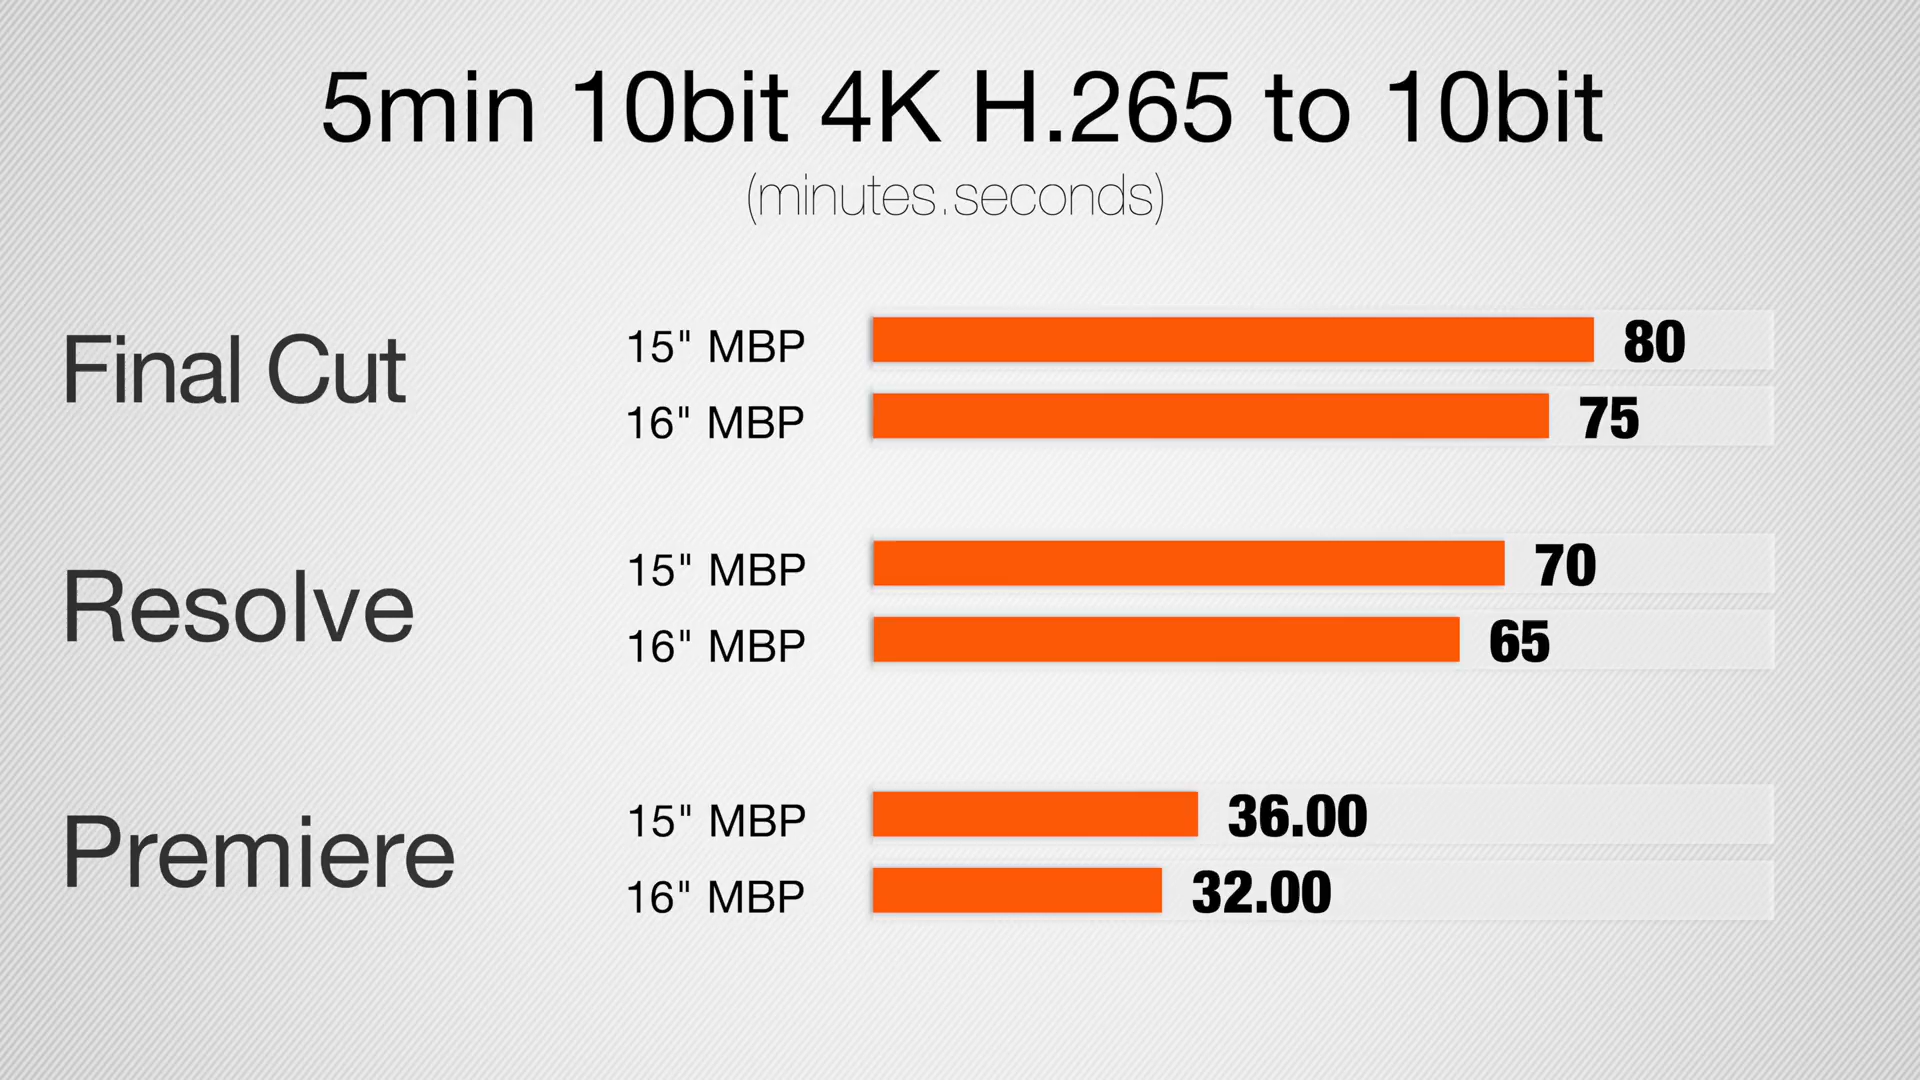 5min 10bit 4K H.265 to 10bit
(minutes.seconds)
Final Cut
15" MBP 80
16" MBP 75
Resolve
15" MBP 70
16" MBP 65
Premiere
15" MBP 36.00
16" MBP 32.00